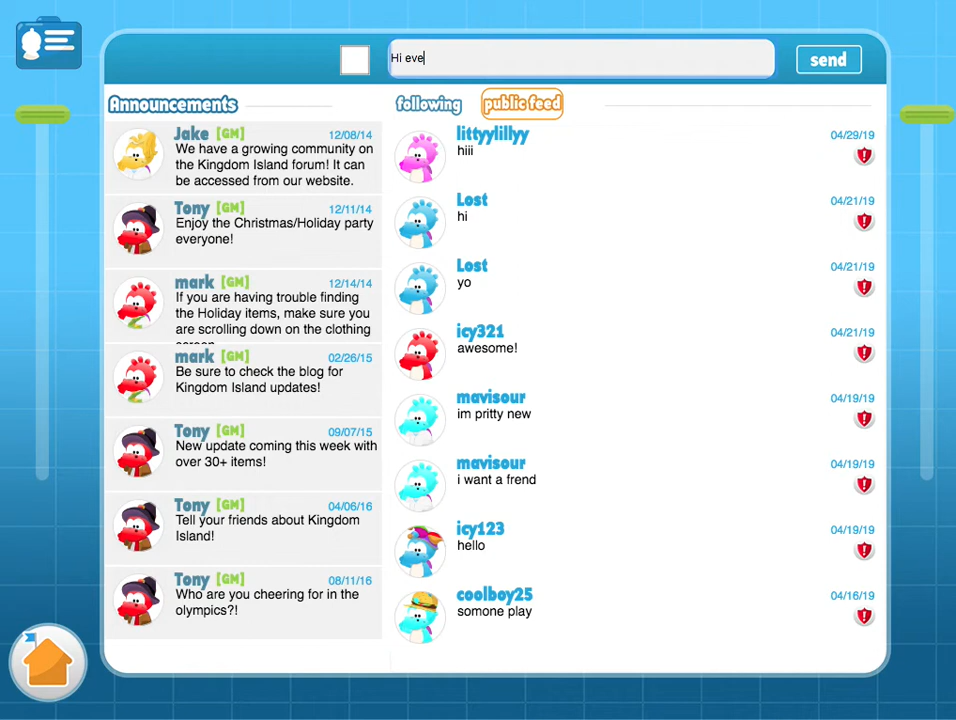 Hi eve
send
Announcements
following
public feed
Jake [GM]
12/08/14
We have a growing community on
the Kingdom Island forum! It can
be accessed from our website.
Tony [GM]
12/11/14
Enjoy the Christmas/Holiday party
everyone!
mark [GM]
12/14/14
If you are having trouble finding
the Holiday items, make sure you
are scrolling down on the clothing
mark [GM]
02/26/15
Be sure to check the blog for
Kingdom Island updates!
Tony [GM]
09/07/15
New update coming this week with
over 30+ items!
Tony [GM]
04/06/16
Tell your friends about Kingdom
Island!
Tony [GM]
08/11/16
Who are you cheering for in the
olympics?!
littyylillyy
04/29/19
hiii
Lost
04/21/19
hi
Lost
04/21/19
yo
icy321
04/21/19
awesome!
mavisour
04/19/19
im pritty new
mavisour
04/19/19
i want a frend
icy123
04/19/19
hello
coolboy25
04/16/19
somone play